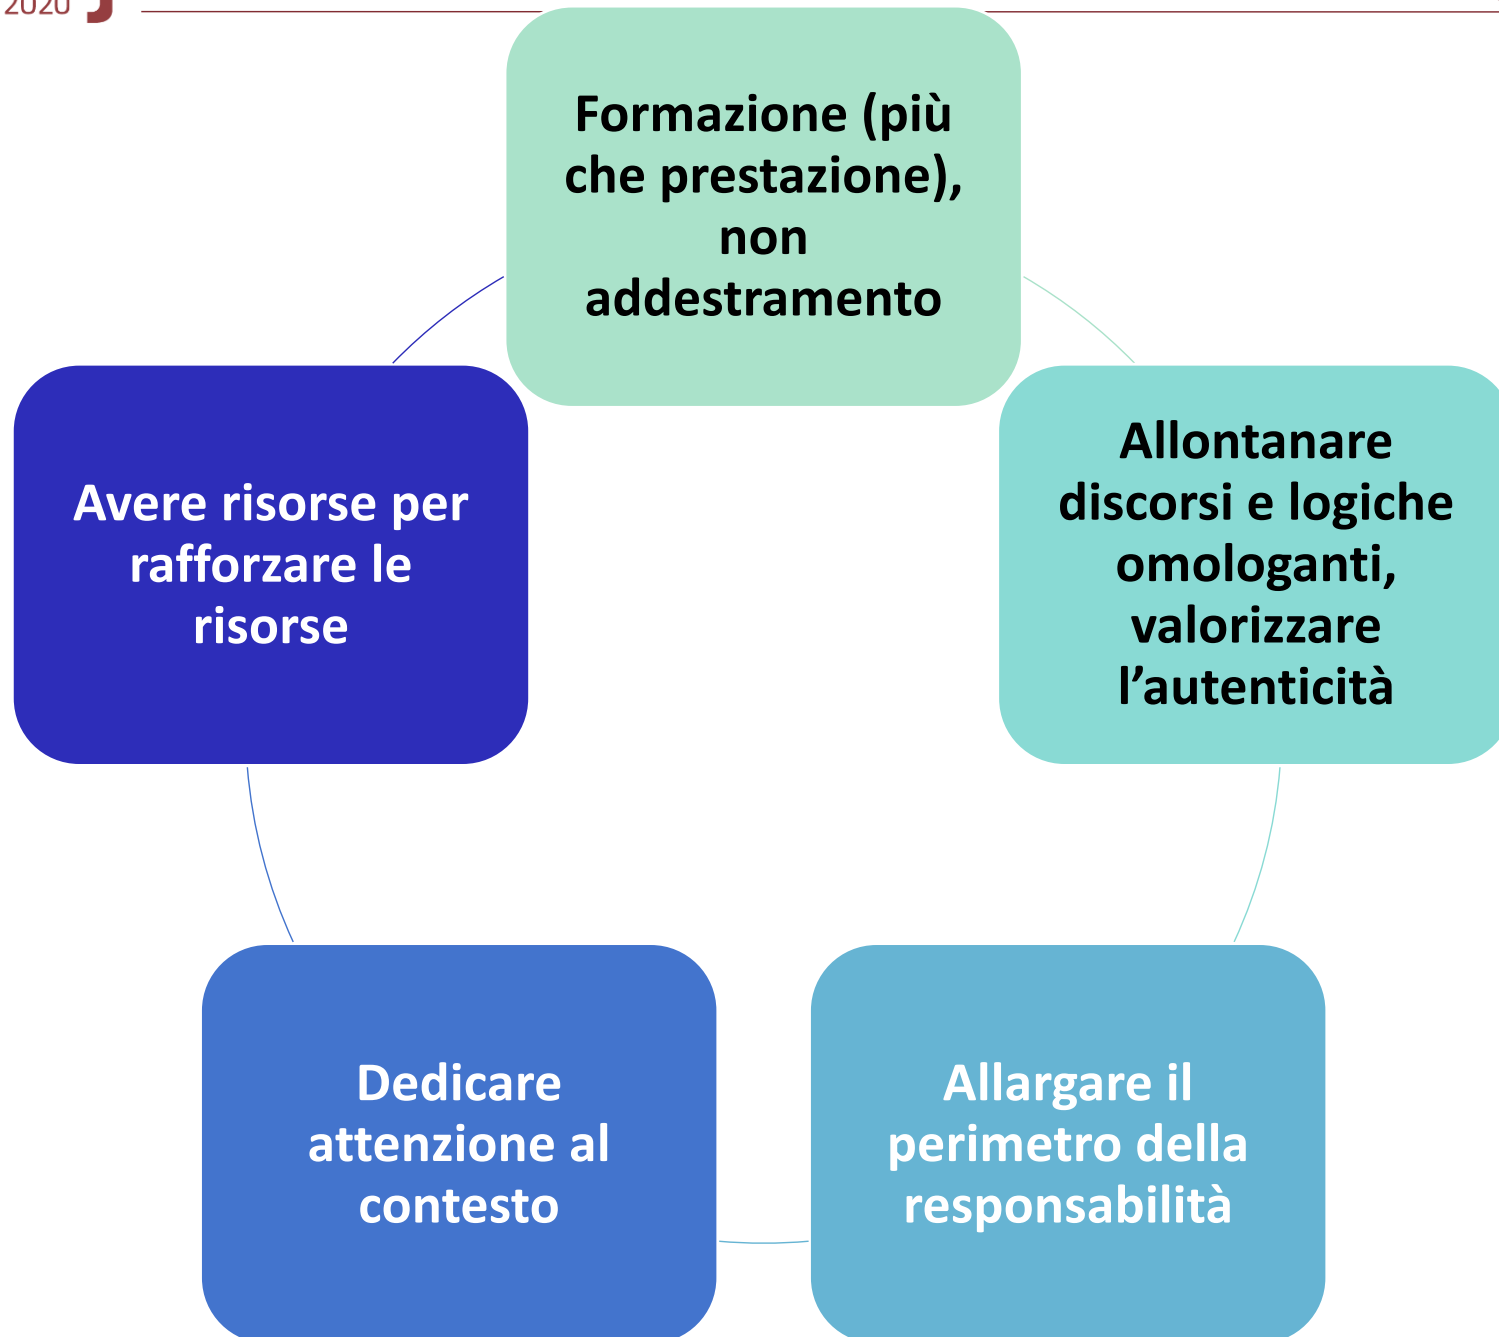 2020
Formazione (più
che prestazione),
non
addestramento
Allontanare
discorsi e logiche
omologanti,
valorizzare
l’autenticità
Avere risorse per
rafforzare le
risorse
Dedicare
attenzione al
contesto
Allargare il
perimetro della
responsabilità